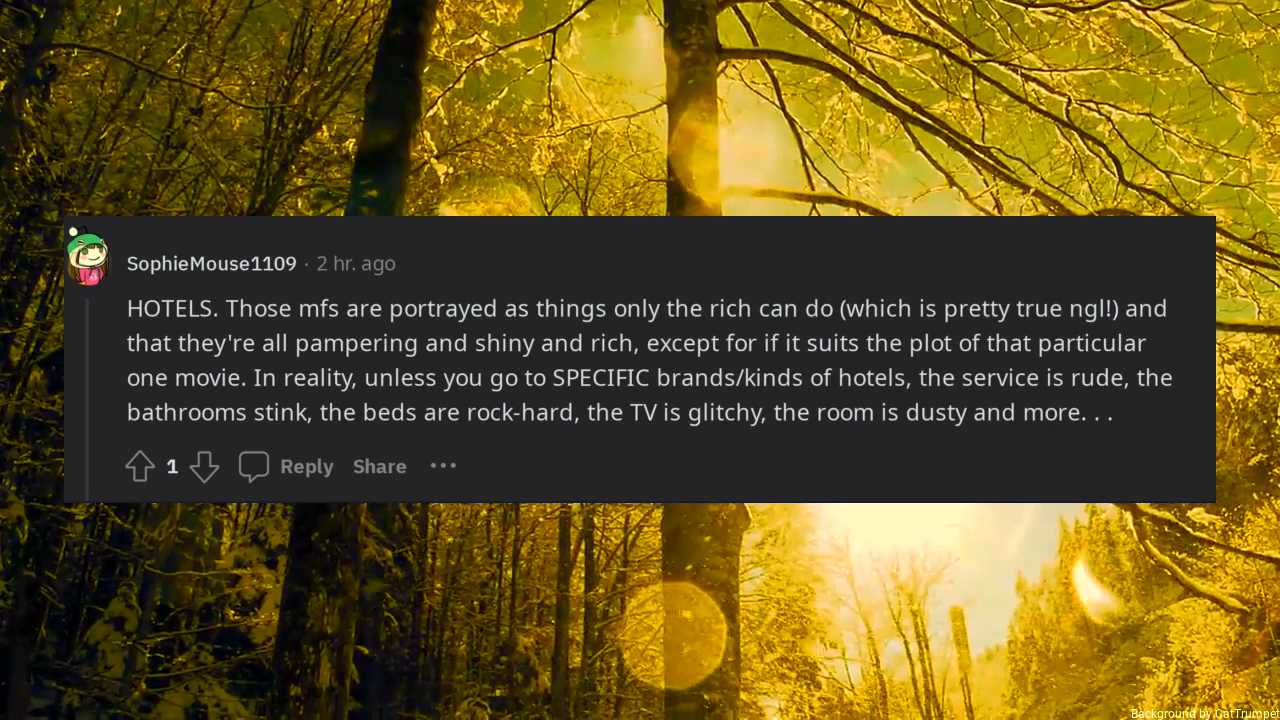 SophieMouse1109 · 2 hr. ago
HOTELS. Those mfs are portrayed as things only the rich can do (which is pretty true ngl!) and
that they're all pampering and shiny and rich, except for if it suits the plot of that particular
one movie. In reality, unless you go to SPECIFIC brands/kinds of hotels, the service is rude, the
bathrooms stink, the beds are rock-hard, the TV is glitchy, the room is dusty and more. . .
1 Reply Share
Background by CatTrumpet